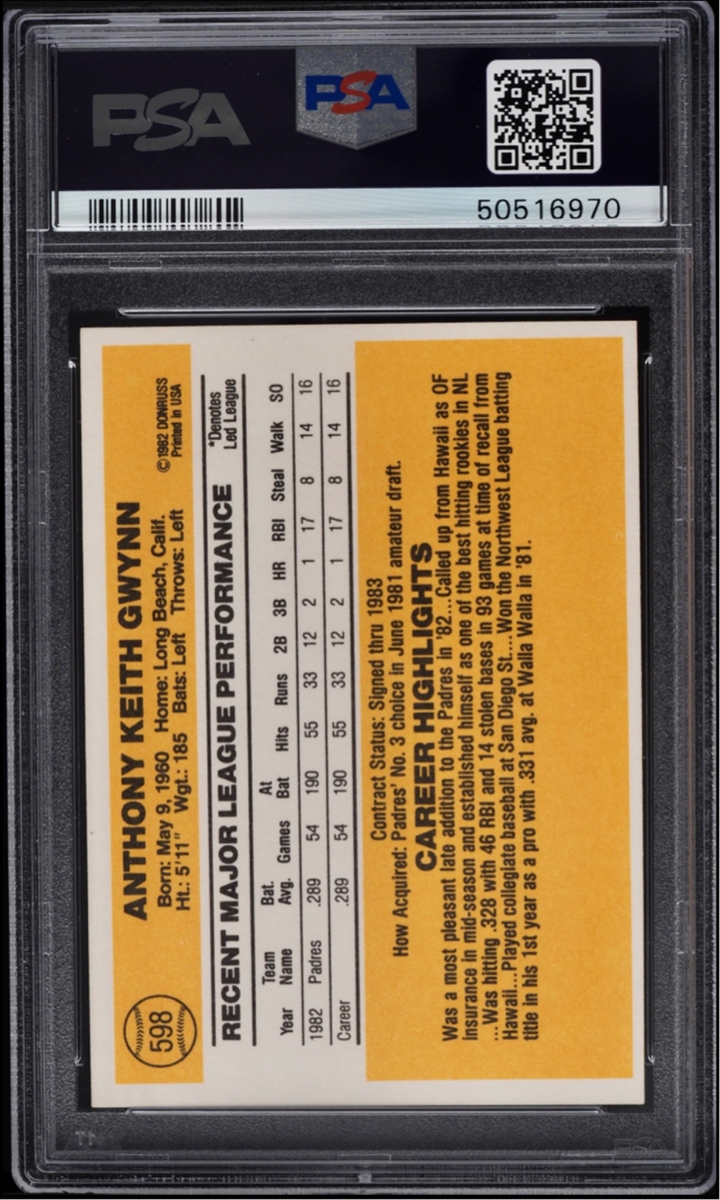 PSA
PSA
50516970
598
ANTHONY KEITH GWYNN
Born: May 9, 1960 Home: Long Beach, Calif.
Ht.: 5'11" Wgt.: 185 Bats: Left Throws: Left
©1982 DONRUSS
Printed in USA
RECENT MAJOR LEAGUE PERFORMANCE
*Denotes
Led League
Year Team Name Bat. Avg. Games At Bat Hits Runs 2B 3B HR RBI Steal Walk SO
1982 Padres .289 54 190 55 33 12 2 1 17 8 14 16
Career .289 54 190 55 33 12 2 1 17 8 14 16
Contract Status: Signed thru 1983
How Acquired: Padres' No. 3 choice in June 1981 amateur draft.
CAREER HIGHLIGHTS
Was a most pleasant late addition to the Padres in '82....Called up from Hawaii as OF
insurance in mid-season and established himself as one of the best hitting rookies in NL
...Was hitting .328 with 46 RBI and 14 stolen bases in 93 games at time of recall from
Hawaii...Played collegiate baseball at San Diego St....Won the Northwest League batting
title in his 1st year as a pro with .331 avg. at Walla Walla in '81.
PSA